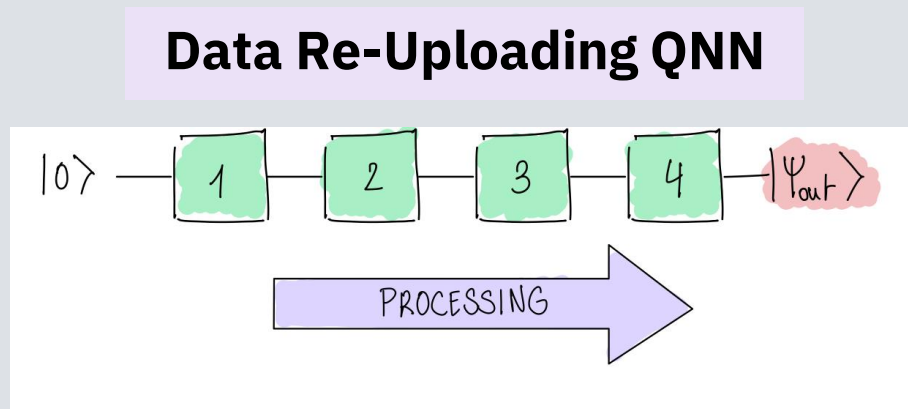 Data Re-Uploading QNN
|0⟩ 1 2 3 4 |Ψout⟩
PROCESSING